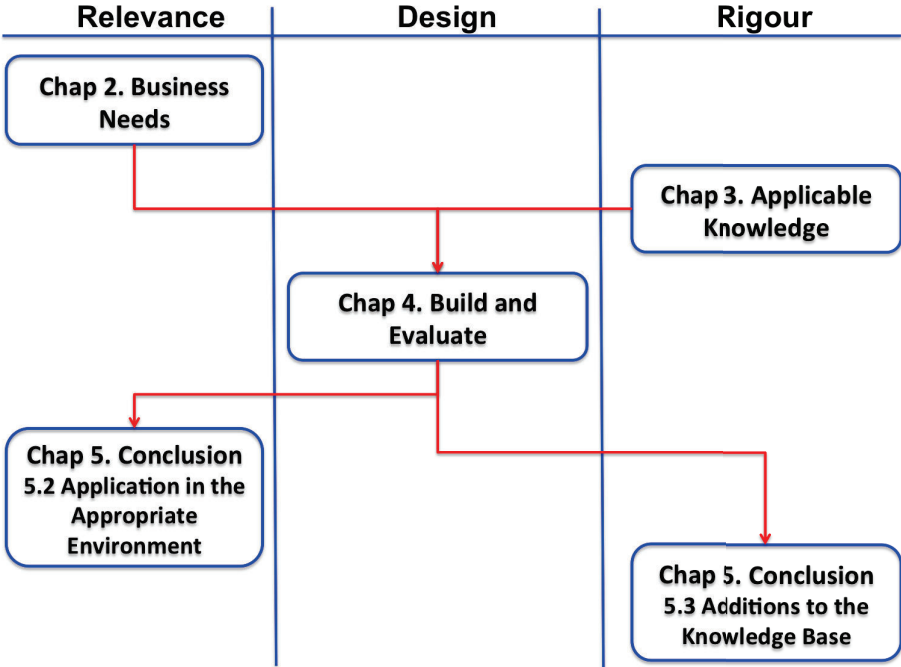 Relevance
Design
Rigour
Chap 2. Business
Needs
Chap 3. Applicable
Knowledge
Chap 4. Build and
Evaluate
Chap 5. Conclusion
5.2 Application in the
Appropriate
Environment
Chap 5. Conclusion
5.3 Additions to the
Knowledge Base